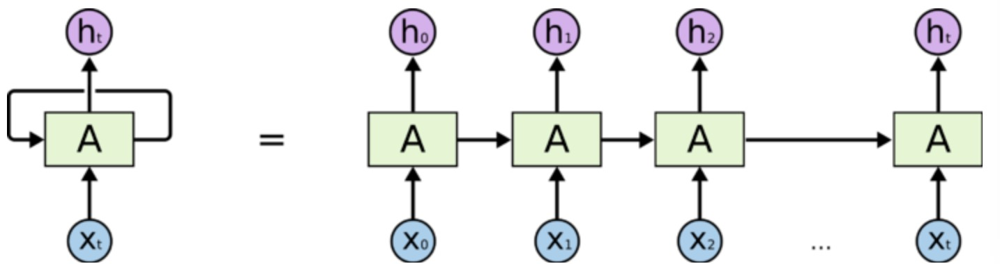 hₜ h₀ h₁ h₂ hₜ
A = A A A A
xₜ x₀ x₁ x₂ ... xₜ